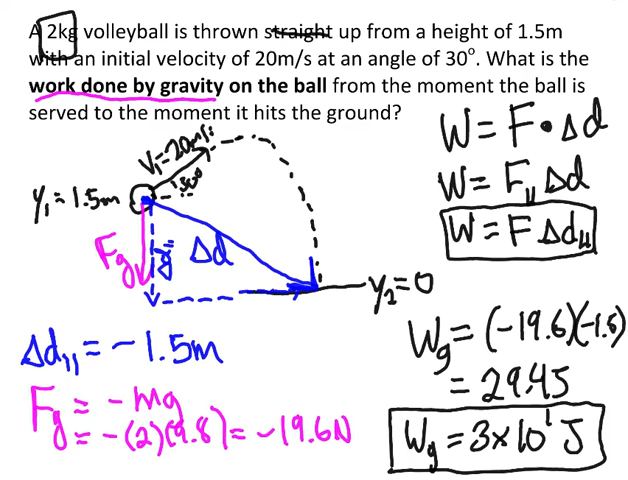 A 2kg volleyball is thrown straight up from a height of 1.5m
with an initial velocity of 20m/s at an angle of 30°. What is the
work done by gravity on the ball from the moment the ball is
served to the moment it hits the ground?
V₁=20m/s
30°
y₁=1.5m
Fg
Δd
y₂=0
W = F • Δd
W = F₁₁ Δd
W = F Δd₁₁
Δd₁₁ = -1.5m
Fg = -mg
= -(2)(9.8) = -19.6N
Wg = (-19.6)(-1.5)
= 29.45
Wg = 3×10¹ J